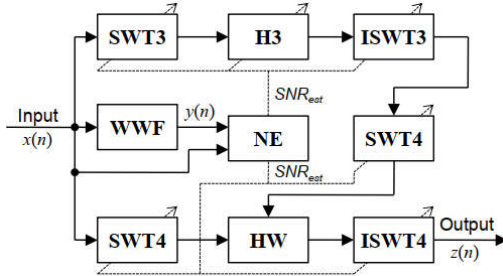 SWT3
H3
ISWT3
SNRest
Input
x(n)
WWF
y(n)
NE
SWT4
SNRest
SWT4
HW
ISWT4
Output
z(n)